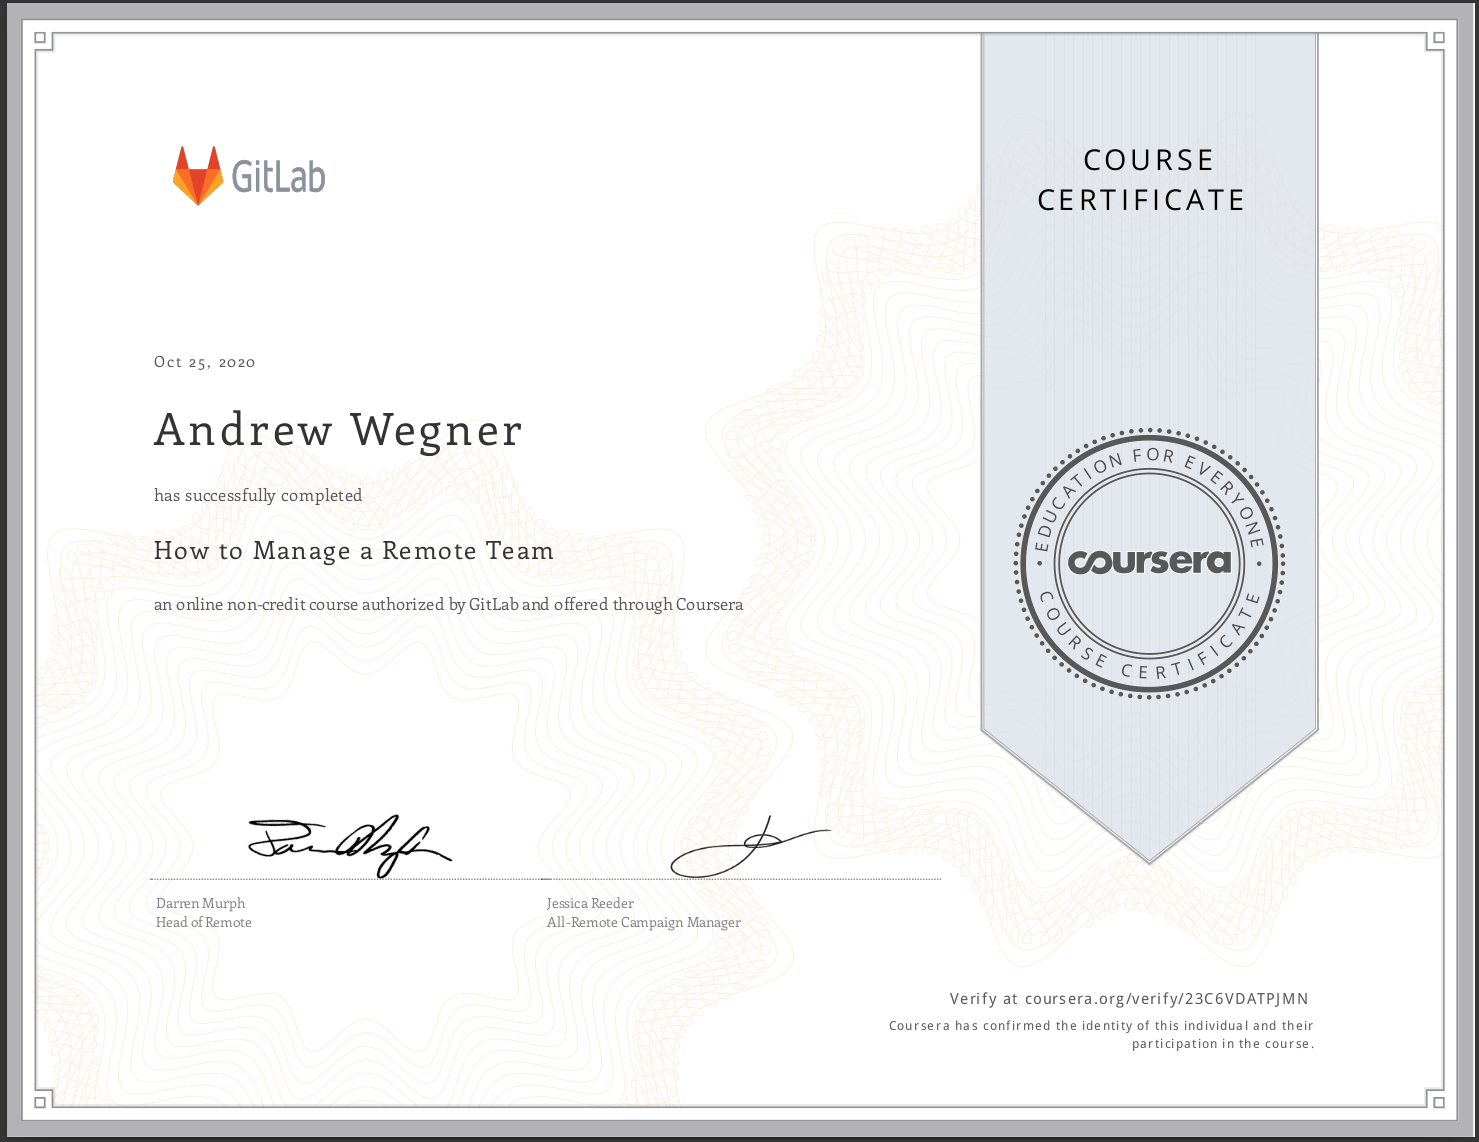 GitLab
COURSE
CERTIFICATE
Oct 25, 2020
Andrew Wegner
has successfully completed
How to Manage a Remote Team
an online non-credit course authorized by GitLab and offered through Coursera
EDUCATION FOR EVERYONE
coursera
COURSE CERTIFICATE
Darren Murph
Head of Remote
Jessica Reeder
All-Remote Campaign Manager
Verify at coursera.org/verify/23C6VDATPJMN
Coursera has confirmed the identity of this individual and their
participation in the course.